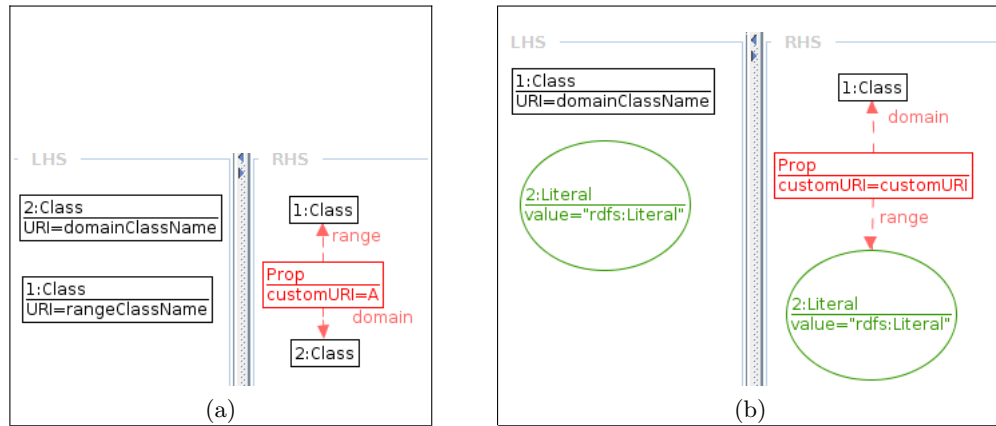 LHS
RHS
2:Class
URI=domainClassName
1:Class
URI=rangeClassName
1:Class
range
Prop
customURI=A
domain
2:Class
(a)
LHS
RHS
1:Class
URI=domainClassName
2:Literal
value="rdfs:Literal"
1:Class
domain
Prop
customURI=customURI
range
2:Literal
value="rdfs:Literal"
(b)